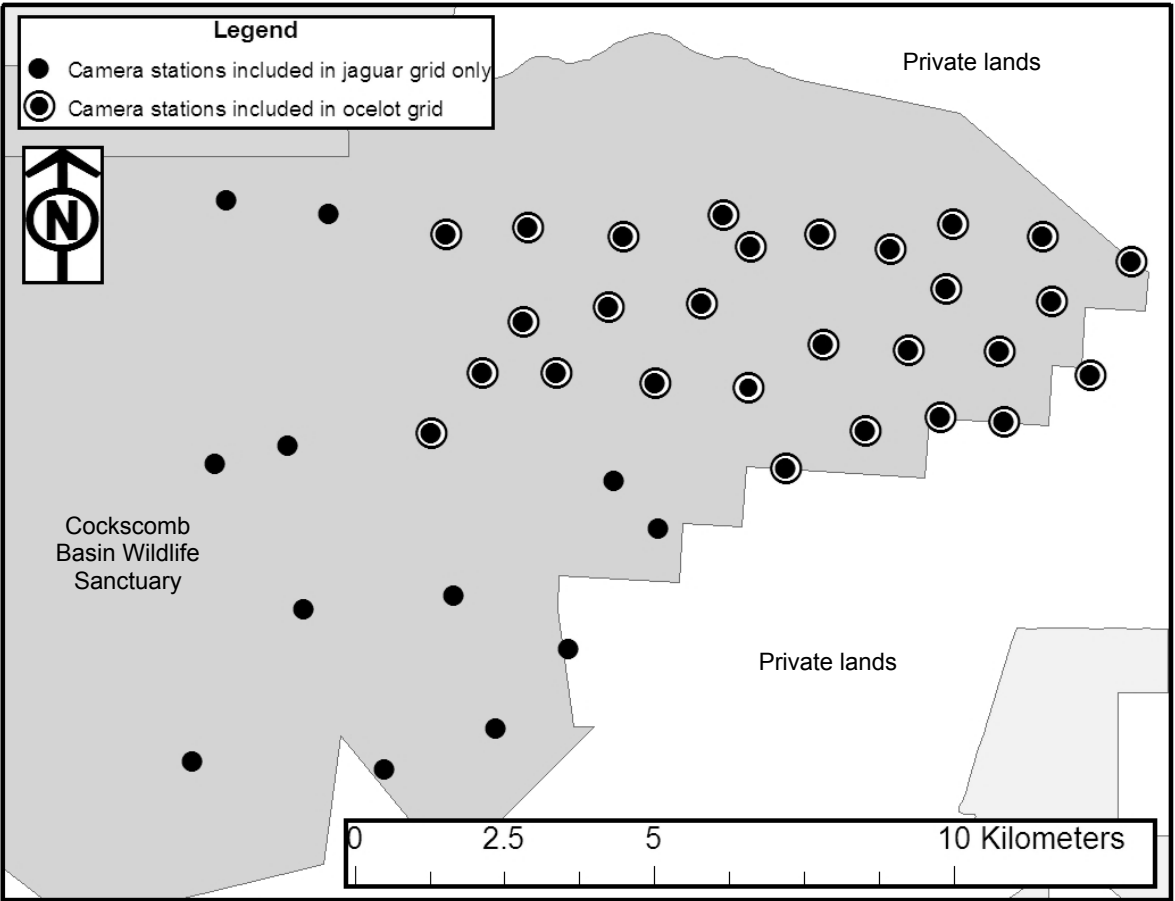 Legend
Camera stations included in jaguar grid only
Camera stations included in ocelot grid
Private lands
N
Cockscomb
Basin Wildlife
Sanctuary
Private lands
0 2.5 5 10 Kilometers